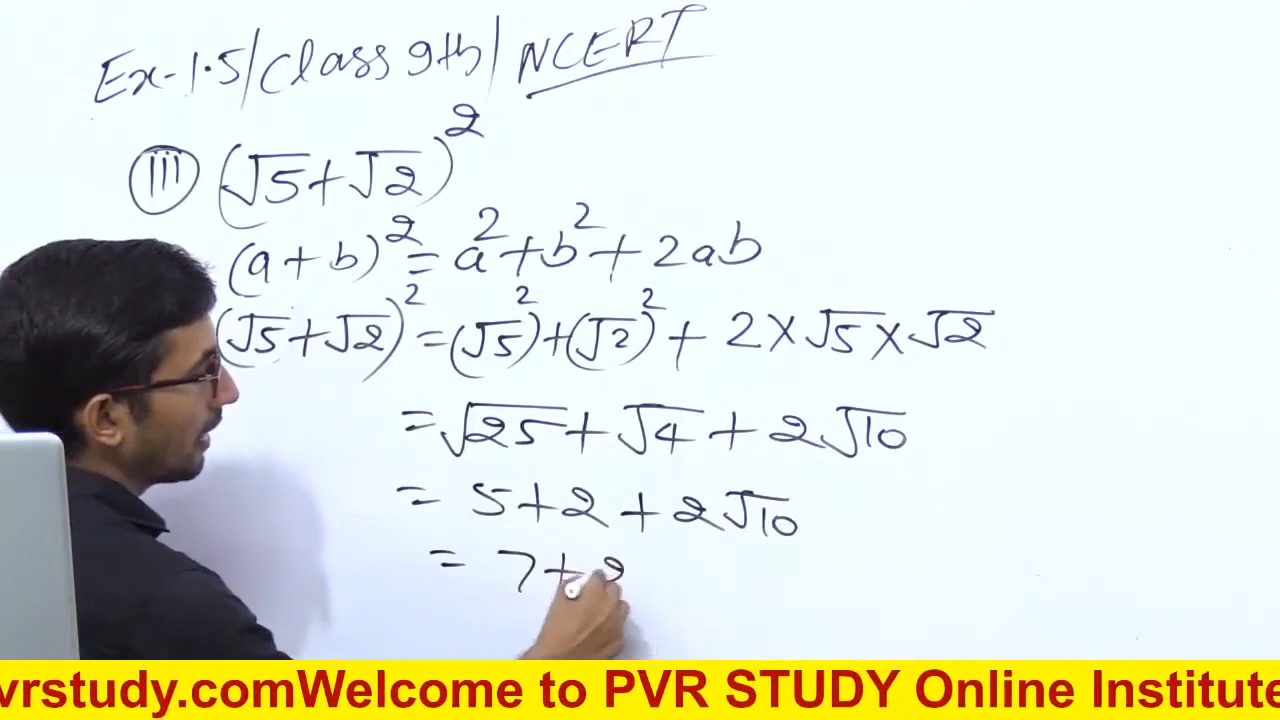 Ex-1.5/Class 9th/NCERT
(iii) (√5+√2)²
(a+b)² = a²+b²+2ab
(√5+√2)² = (√5)²+(√2)² + 2×√5×√2
= √25+√4+2√10
= 5+2+2√10
= 7+2
vrstudy.comWelcome to PVR STUDY Online Institute